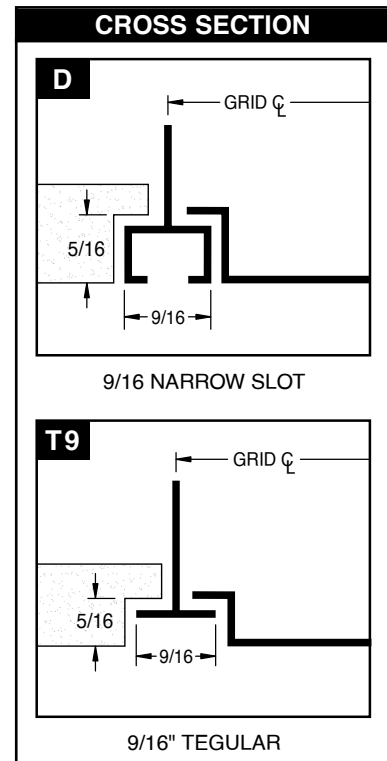 CROSS SECTION
D
GRID ℄
5/16
9/16
9/16 NARROW SLOT
T9
GRID ℄
5/16
9/16
9/16" TEGULAR